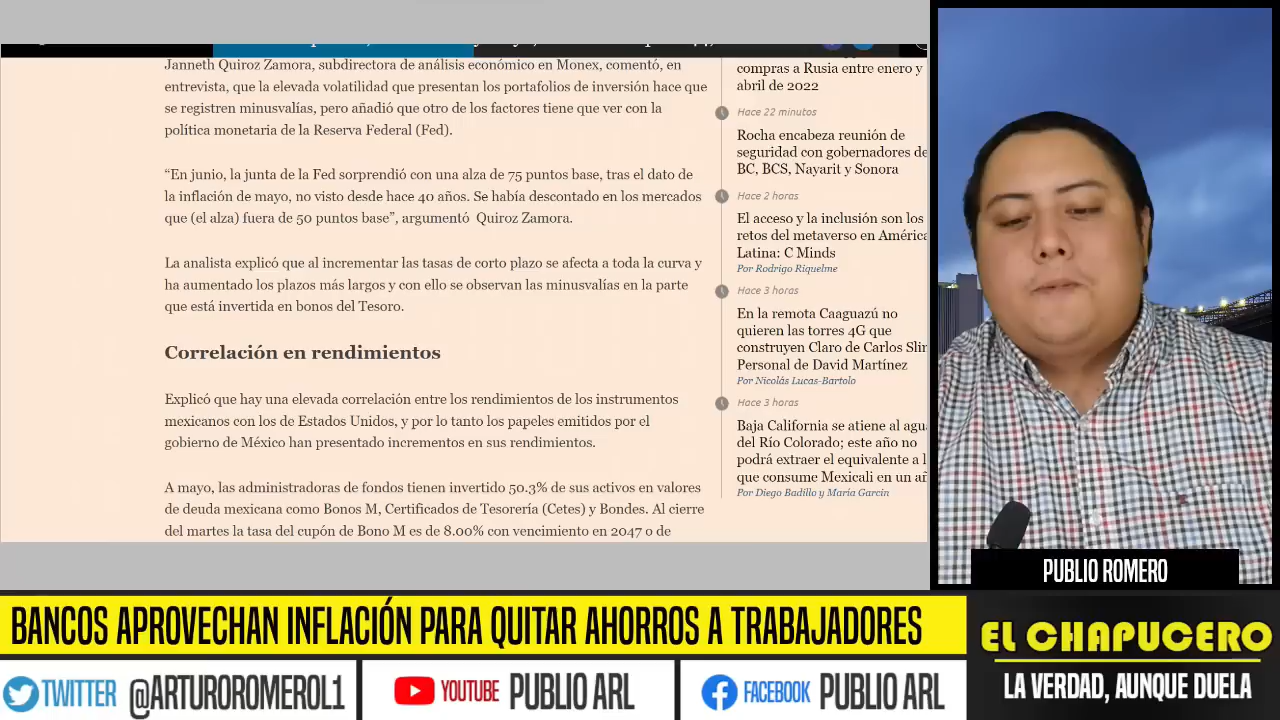 Janneth Quiroz Zamora, subdirectora de análisis económico en Monex, comentó, en
entrevista, que la elevada volatilidad que presentan los portafolios de inversión hace que
se registren minusvalías, pero añadió que otro de los factores tiene que ver con la
política monetaria de la Reserva Federal (Fed).
“En junio, la junta de la Fed sorprendió con una alza de 75 puntos base, tras el dato de
la inflación de mayo, no visto desde hace 40 años. Se había descontado en los mercados
que (el alza) fuera de 50 puntos base”, argumentó Quiroz Zamora.
La analista explicó que al incrementar las tasas de corto plazo se afecta a toda la curva y
ha aumentado los plazos más largos y con ello se observan las minusvalías en la parte
que está invertida en bonos del Tesoro.
Correlación en rendimientos
Explicó que hay una elevada correlación entre los rendimientos de los instrumentos
mexicanos con los de Estados Unidos, y por lo tanto los papeles emitidos por el
gobierno de México han presentado incrementos en sus rendimientos.
A mayo, las administradoras de fondos tienen invertido 50.3% de sus activos en valores
de deuda mexicana como Bonos M, Certificados de Tesorería (Cetes) y Bondes. Al cierre
del martes la tasa del cupón de Bono M es de 8.00% con vencimiento en 2047 o de
compras a Rusia entre enero y
abril de 2022
Hace 22 minutos
Rocha encabeza reunión de
seguridad con gobernadores de
BC, BCS, Nayarit y Sonora
Hace 2 horas
El acceso y la inclusión son los
retos del metaverso en América
Latina: C Minds
Por Rodrigo Riquelme
Hace 3 horas
En la remota Caaguazú no
quieren las torres 4G que
construyen Claro de Carlos Slim
Personal de David Martínez
Por Nicolás Lucas-Bartolo
Hace 3 horas
Baja California se atiene al agua
del Río Colorado; este año no
podrá extraer el equivalente a l
que consume Mexicali en un añ
Por Diego Badillo y María García
PUBLIO ROMERO
BANCOS APROVECHAN INFLACIÓN PARA QUITAR AHORROS A TRABAJADORES
EL CHAPUCERO
LA VERDAD, AUNQUE DUELA
TWITTER @ARTUROROMEROL1
YOUTUBE PUBLIO ARL
FACEBOOK PUBLIO ARL